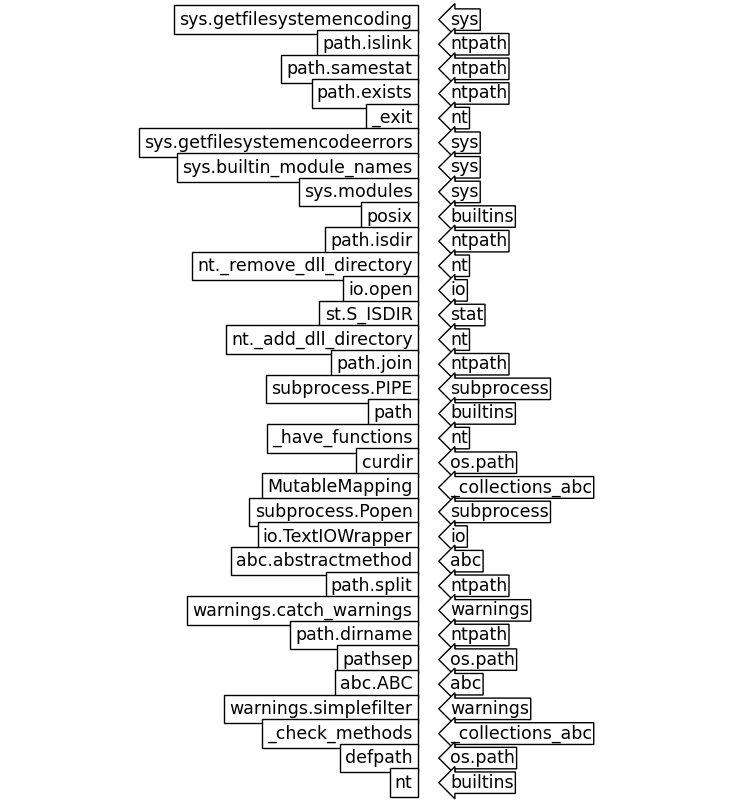 sys.getfilesystemencoding sys
path.islink ntpath
path.samestat ntpath
path.exists ntpath
_exit nt
sys.getfilesystemencodeerrors sys
sys.builtin_module_names sys
sys.modules sys
posix builtins
path.isdir ntpath
nt._remove_dll_directory nt
io.open io
st.S_ISDIR stat
nt._add_dll_directory nt
path.join ntpath
subprocess.PIPE subprocess
path builtins
_have_functions nt
curdir os.path
MutableMapping _collections_abc
subprocess.Popen subprocess
io.TextIOWrapper io
abc.abstractmethod abc
path.split ntpath
warnings.catch_warnings warnings
path.dirname ntpath
pathsep os.path
abc.ABC abc
warnings.simplefilter warnings
_check_methods _collections_abc
defpath os.path
nt builtins